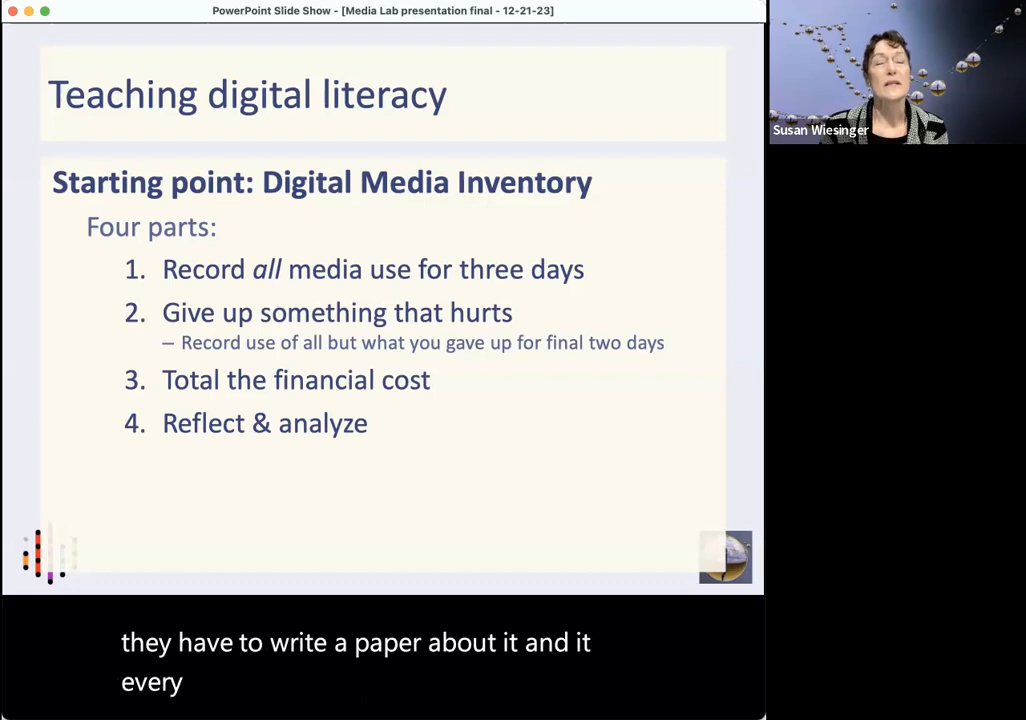 PowerPoint Slide Show - [Media Lab presentation final - 12-21-23]
Teaching digital literacy
Susan Wiesinger
Starting point: Digital Media Inventory
Four parts:
1. Record all media use for three days
2. Give up something that hurts
– Record use of all but what you gave up for final two days
3. Total the financial cost
4. Reflect & analyze
they have to write a paper about it and it
every